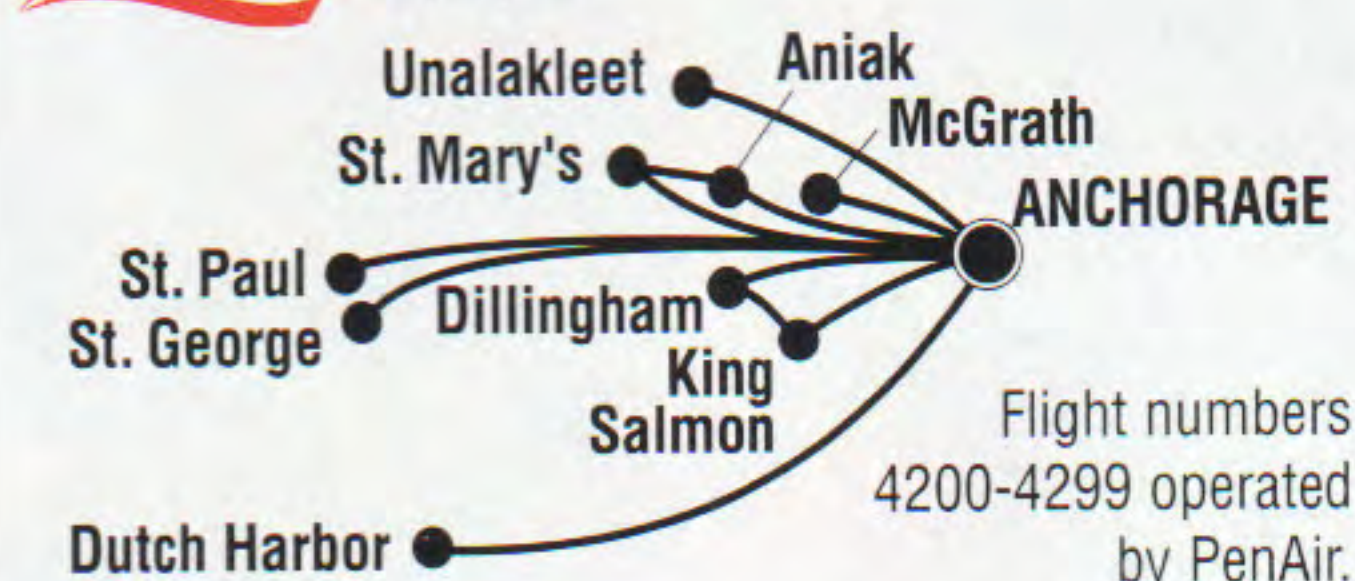 Unalakleet
Aniak
McGrath
St. Mary's
ANCHORAGE
St. Paul
St. George
Dillingham
King
Salmon
Dutch Harbor
Flight numbers
4200-4299 operated
by PenAir.